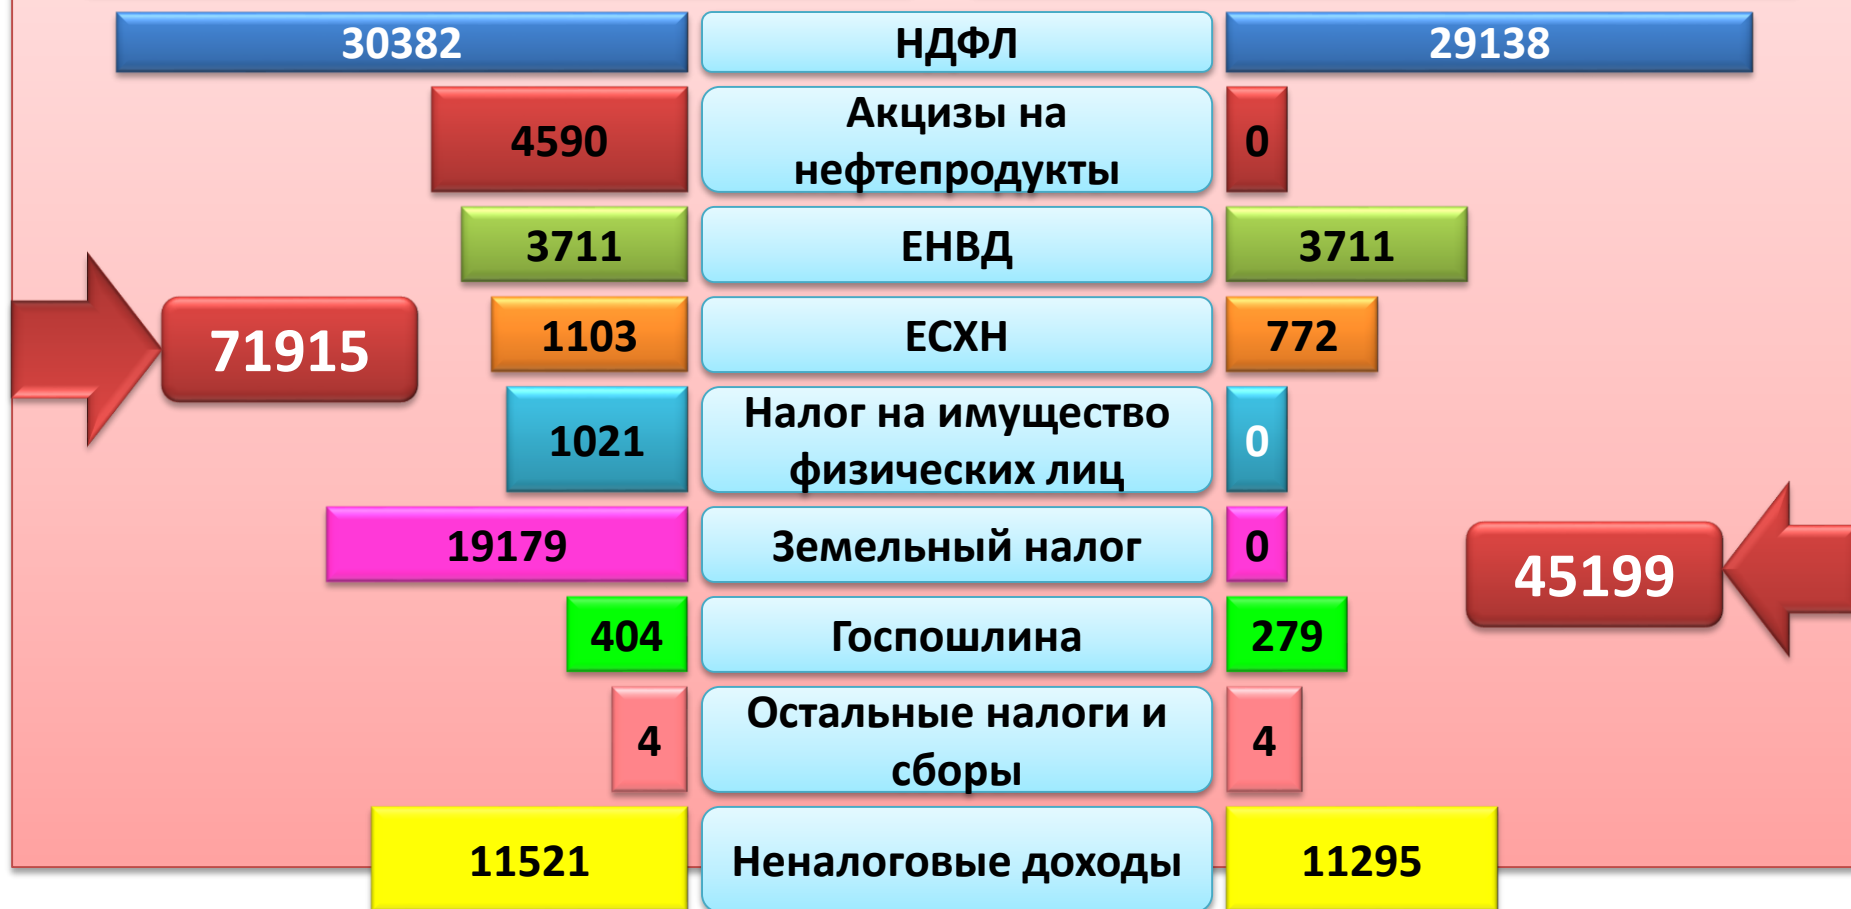 30382 НДФЛ 29138
4590 Акцизы на 0
нефтепродукты
3711 ЕНВД 3711
71915 1103 ЕСХН 772
1021 Налог на имущество 0
физических лиц
19179 Земельный налог 0
45199
404 Госпошлина 279
4 Остальные налоги и 4
сборы
11521 Неналоговые доходы 11295